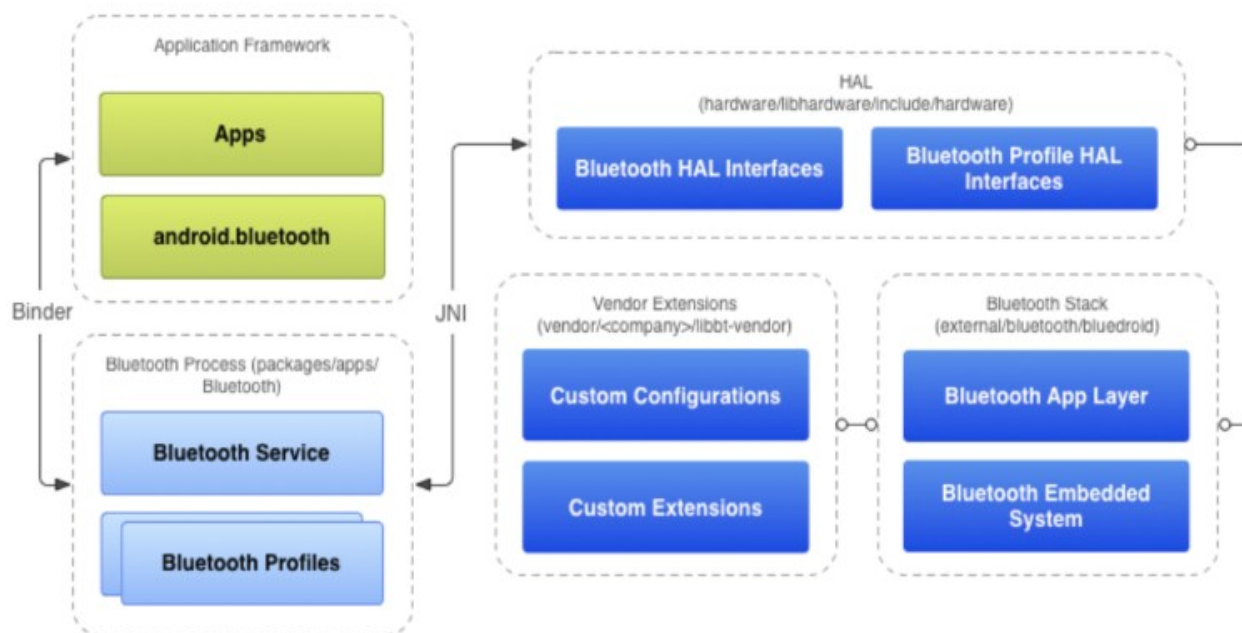 Application Framework
Apps
android.bluetooth
Binder
Bluetooth Process (packages/apps/
Bluetooth)
Bluetooth Service
Bluetooth Profiles
JNI
HAL
(hardware/libhardware/include/hardware)
Bluetooth HAL Interfaces
Bluetooth Profile HAL
Interfaces
Vendor Extensions
(vendor/<company>/libbt-vendor)
Custom Configurations
Custom Extensions
Bluetooth Stack
(external/bluetooth/bluedroid)
Bluetooth App Layer
Bluetooth Embedded
System